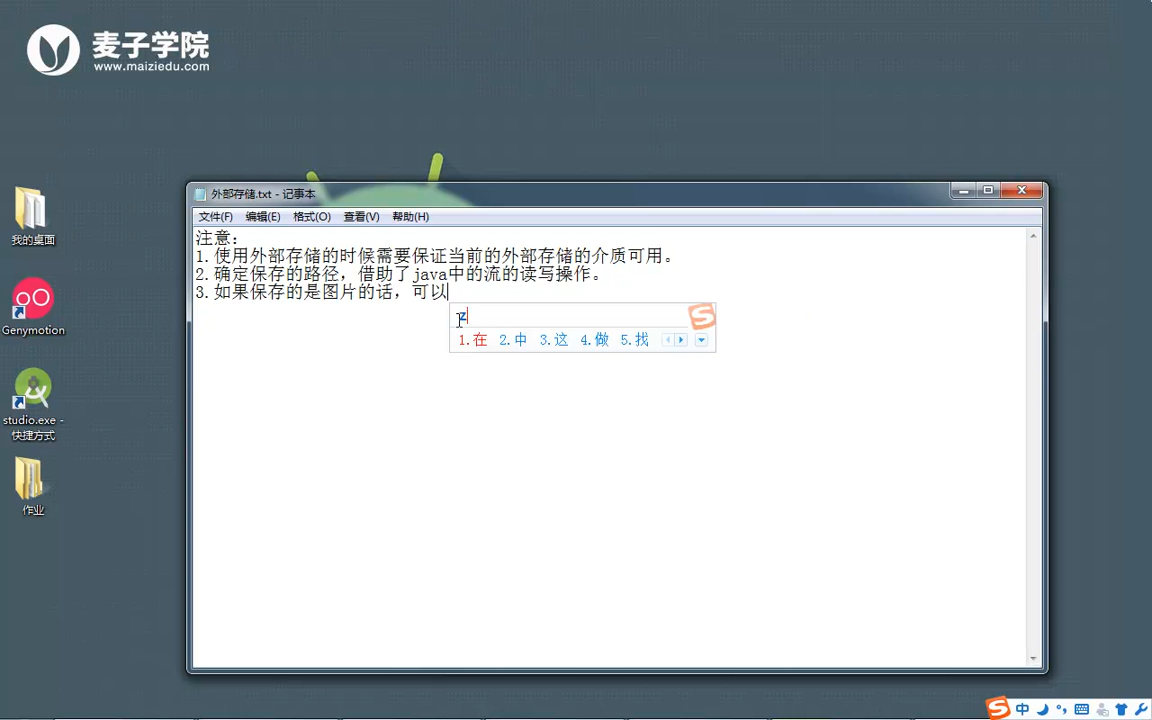 麦子学院
www.maiziedu.com
外部存储.txt - 记事本
文件(F) 编辑(E) 格式(O) 查看(V) 帮助(H)
注意:
1.使用外部存储的时候需要保证当前的外部存储的介质可用。
2.确定保存的路径，借助了java中的流的读写操作。
3.如果保存的是图片的话，可以
z
1.在 2.中 3.这 4.做 5.找
我的桌面
Genymotion
studio.exe -
快捷方式
作业
中